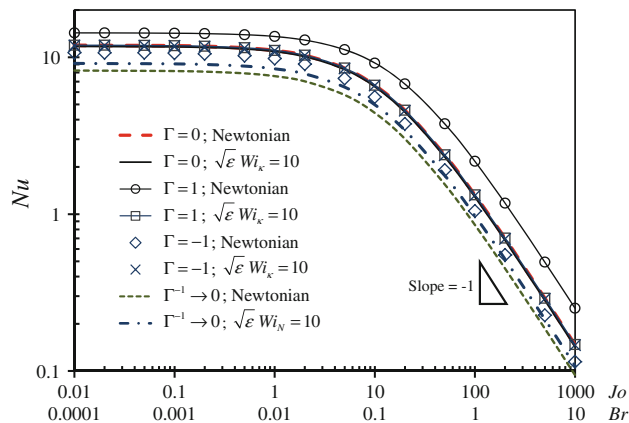 10
1
0.1
Nu
Γ = 0; Newtonian
Γ = 0; √ε Wiκ = 10
Γ = 1; Newtonian
Γ = 1; √ε Wiκ = 10
Γ = −1; Newtonian
Γ = −1; √ε Wiκ = 10
Γ⁻¹ → 0; Newtonian
Γ⁻¹ → 0; √ε WiN = 10
Slope = -1
0.01 0.1 1 10 100 1000 Jo
0.0001 0.001 0.01 0.1 1 10 Br